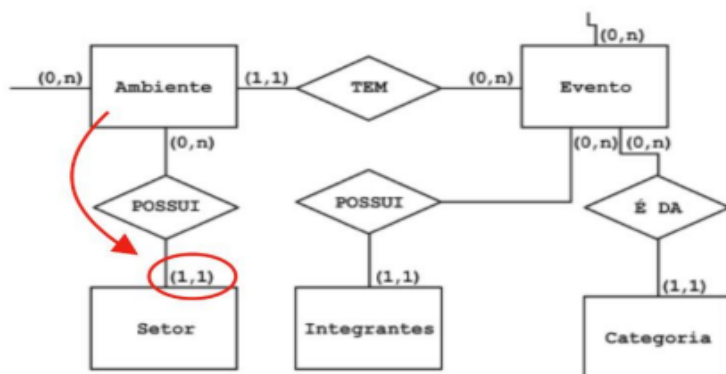 (0,n)
(0,n) Ambiente (1,1) TEM (0,n) Evento
(0,n) (0,n) (0,n)
POSSUI POSSUI É DA
(1,1) (1,1) (1,1)
Setor Integrantes Categoria